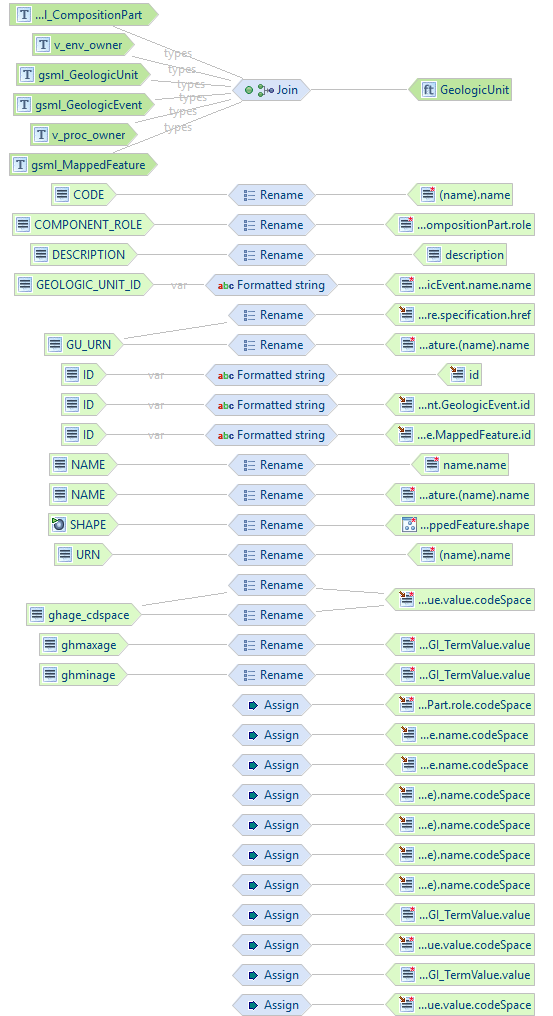 ...l_CompositionPart
types
v_env_owner
types
gsml_GeologicUnit
types
Join
GeologicUnit
gsml_GeologicEvent
types
v_proc_owner
types
gsml_MappedFeature
types
CODE Rename (name).name
COMPONENT_ROLE Rename ...ompositionPart.role
DESCRIPTION Rename description
GEOLOGIC_UNIT_ID var Formatted string ...icEvent.name.name
Rename ...re.specification.href
GU_URN Rename ...ature.(name).name
ID var Formatted string id
ID var Formatted string ...nt.GeologicEvent.id
ID var Formatted string ...e.MappedFeature.id
NAME Rename name.name
NAME Rename ...ature.(name).name
SHAPE Rename ...ppedFeature.shape
URN Rename (name).name
Rename ...ue.value.codeSpace
ghage_cdspace Rename
ghmaxage Rename ...GI_TermValue.value
ghminage Rename ...GI_TermValue.value
Assign ...Part.role.codeSpace
Assign ...e.name.codeSpace
Assign ...e.name.codeSpace
Assign ...e).name.codeSpace
Assign ...e).name.codeSpace
Assign ...e).name.codeSpace
Assign ...e).name.codeSpace
Assign ...GI_TermValue.value
Assign ...ue.value.codeSpace
Assign ...GI_TermValue.value
Assign ...ue.value.codeSpace